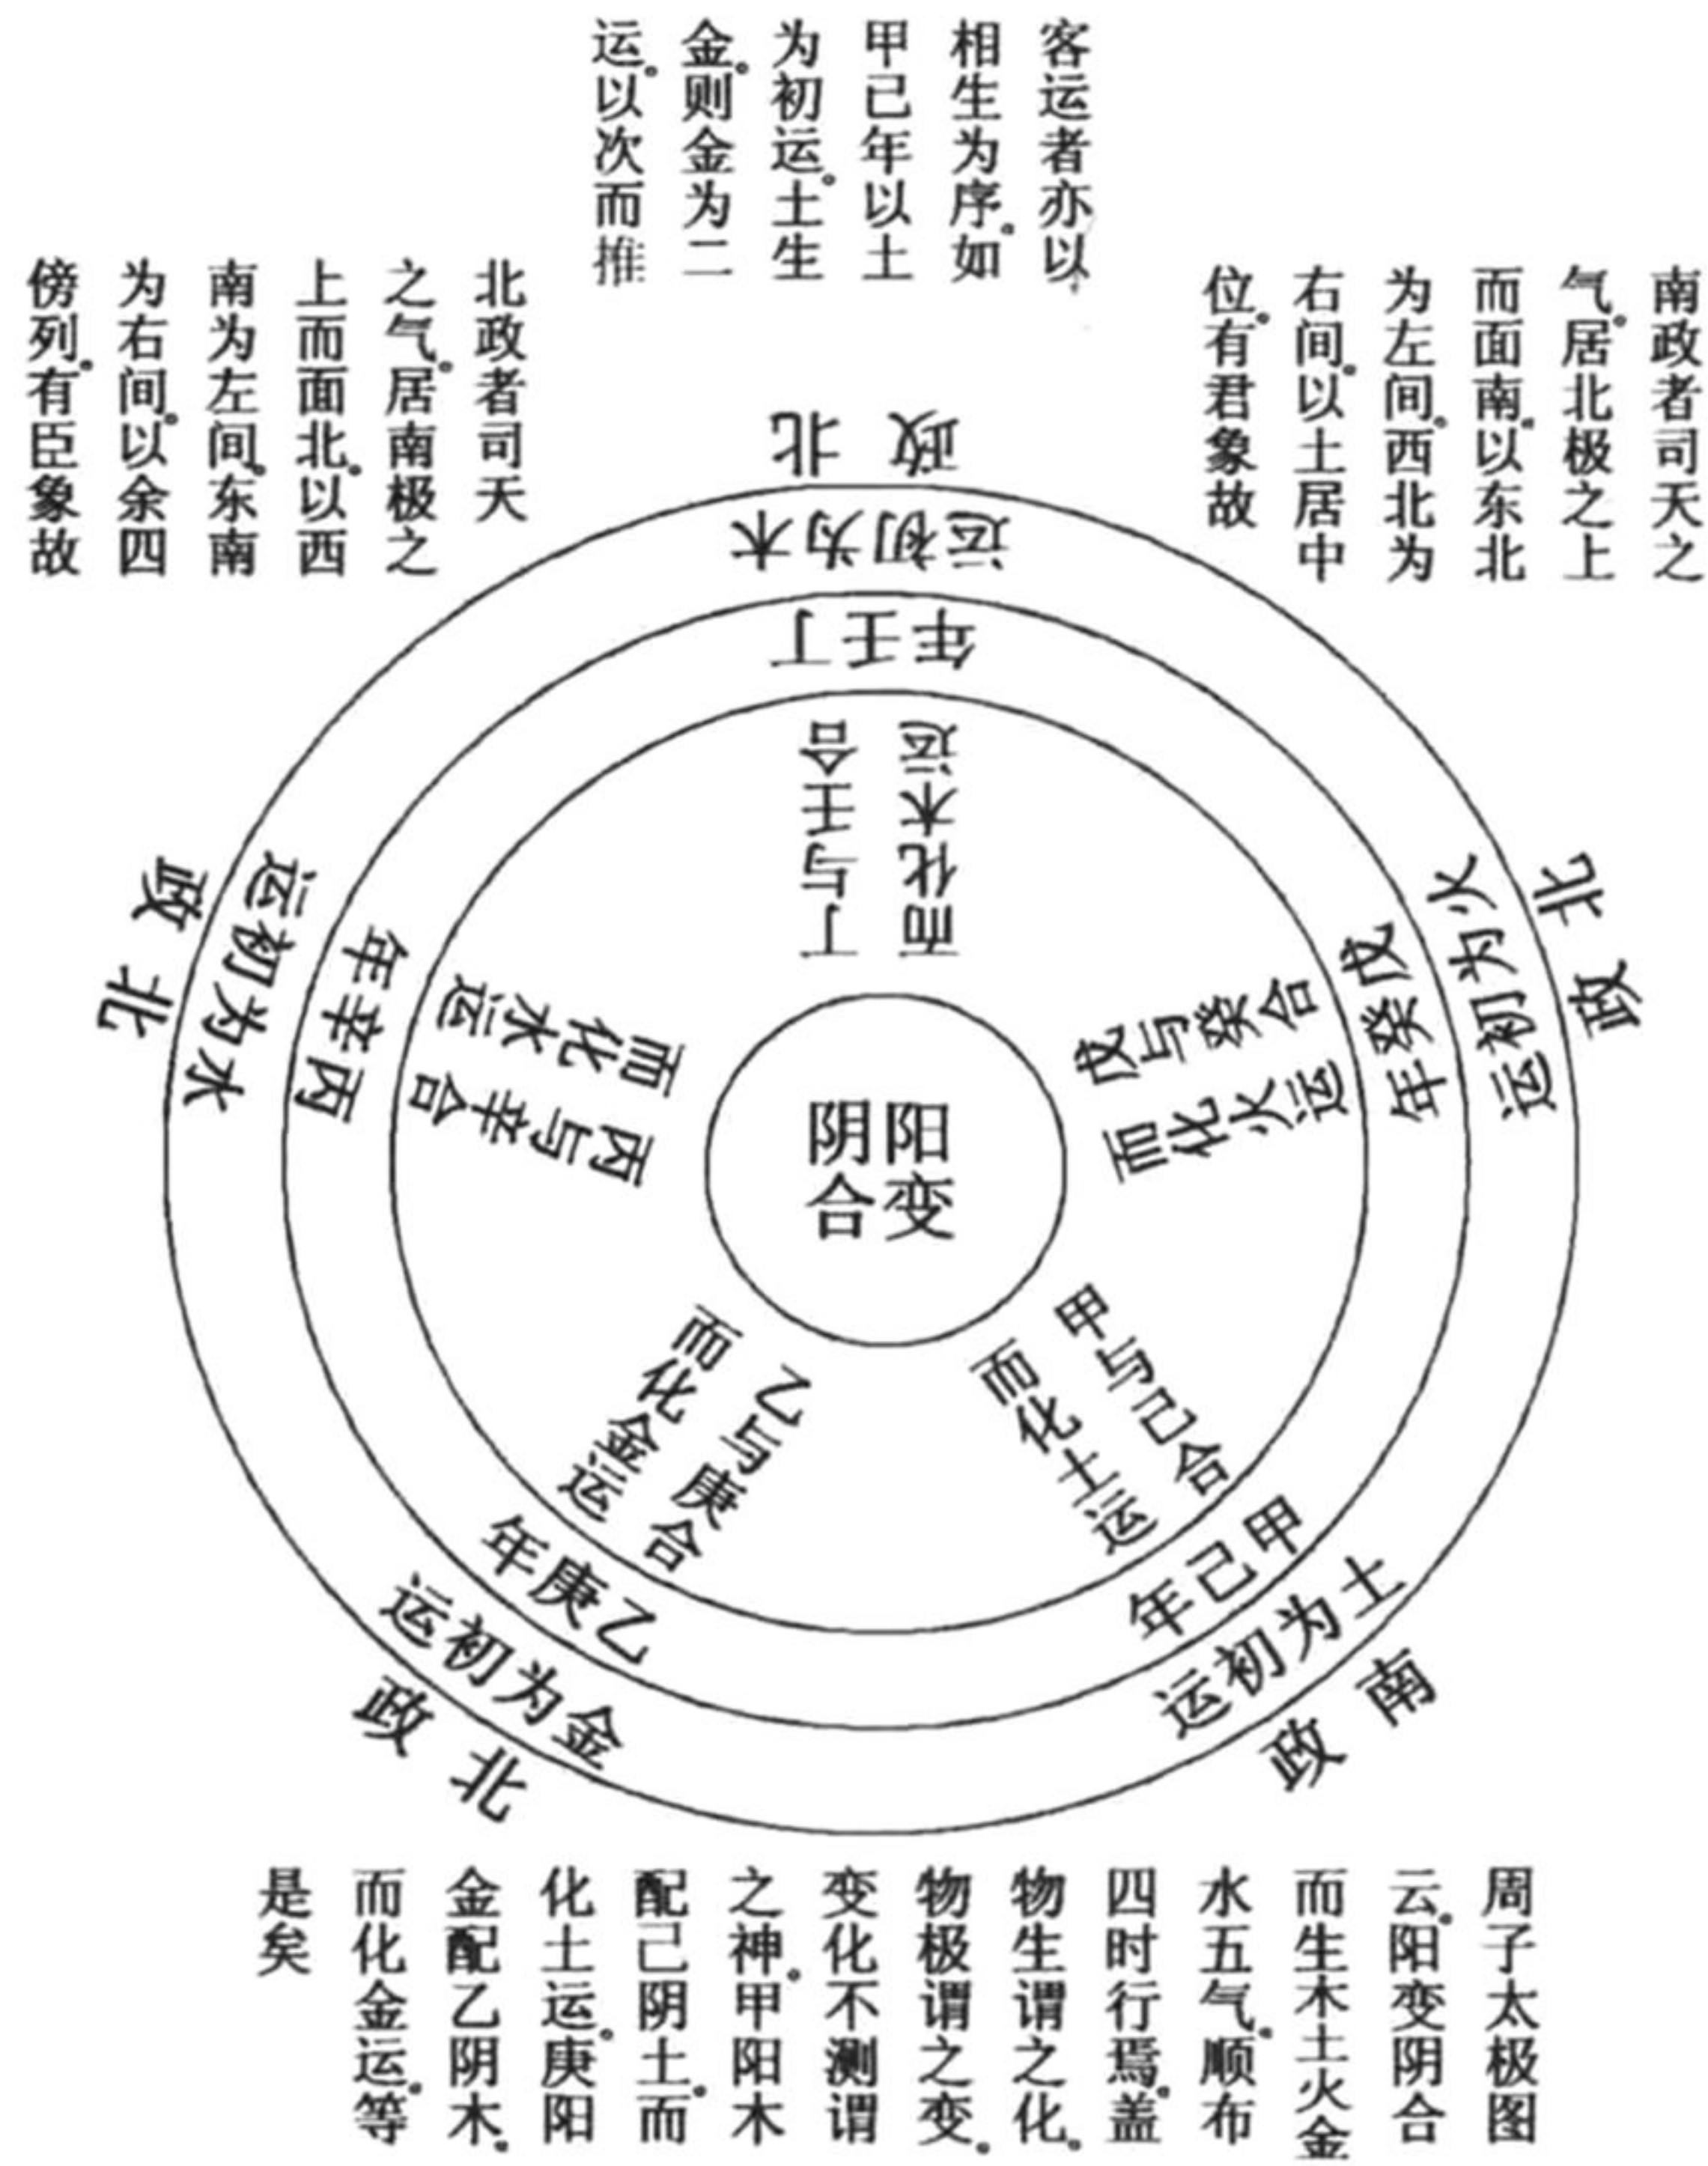 客运者亦以
相生为序。如
甲己年以土
为初运。土生
金。则金为二
运。以次而推
南政者司天之
气。居北极之上
而面南。以东北
为左间。西北为
右间。以土居中
位。有君象故
北政者司天
之气。居南极之
上而面北。以西
南为左间。东南
为右间。以余四
傍列。有臣象故
北政
木为初运
丁壬年
丁与壬合
而化木运
北政
火为初运
戊癸年
戊与癸合
而化火运
南政
土为初运
甲己年
甲与己合
而化土运
北政
金为初运
乙庚年
乙与庚合
而化金运
北政
水为初运
丙辛年
丙与辛合
而化水运
阳变
阴合
周子太极图
云。阳变阴合
而生木土火金
水五气。顺布
四时行焉。盖
物生谓之化。
物极谓之变。
变化不测谓
之神。甲阳木
配己阴土。而
化土运。庚阳
金配乙阴木。
而化金运。等
是矣